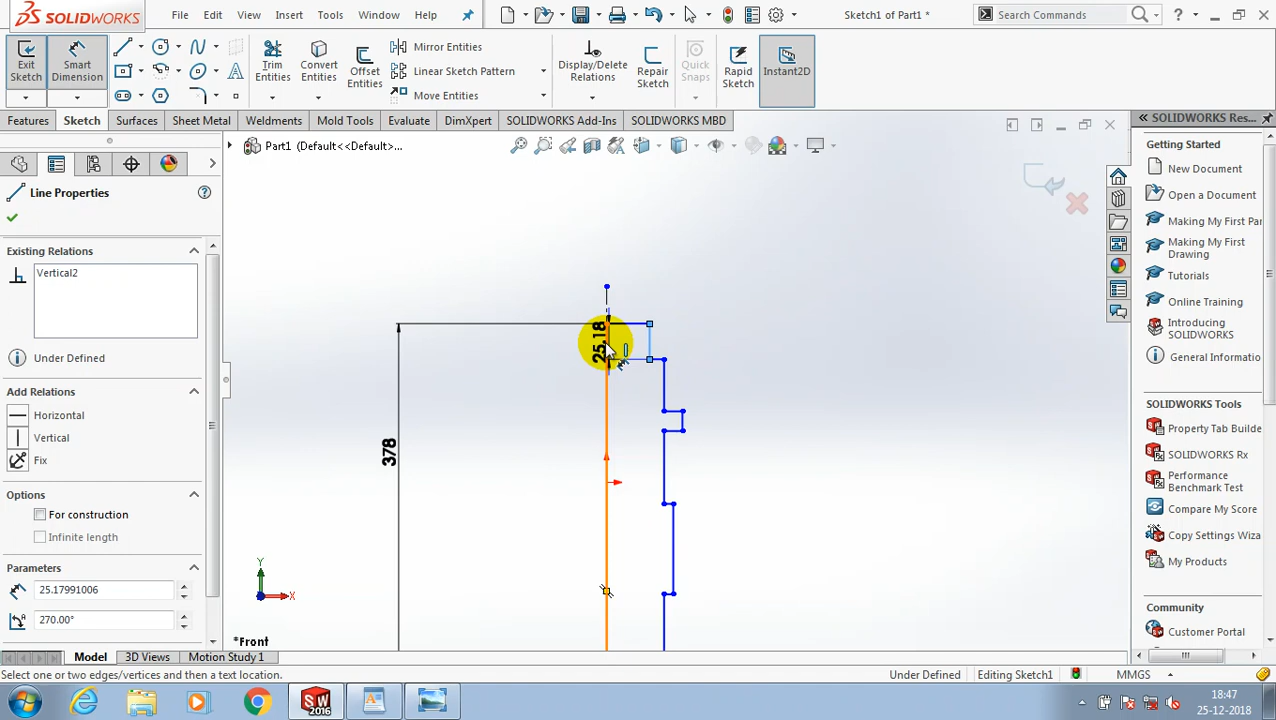 SOLIDWORKS
File
Edit
View
Insert
Tools
Window
Help
Sketch1 of Part1 *
Search Commands
Exit Sketch
Smart Dimension
Trim Entities
Convert Entities
Offset Entities
Mirror Entities
Linear Sketch Pattern
Move Entities
Display/Delete Relations
Repair Sketch
Quick Snaps
Rapid Sketch
Instant2D
Features
Sketch
Surfaces
Sheet Metal
Weldments
Mold Tools
Evaluate
DimXpert
SOLIDWORKS Add-Ins
SOLIDWORKS MBD
Part1 (Default<<Default>...
Line Properties
Existing Relations
Vertical2
Under Defined
Add Relations
Horizontal
Vertical
Fix
Options
For construction
Infinite length
Parameters
25.17991006
270.00°
25.18
378
Y
X
*Front
SOLIDWORKS Re...
Getting Started
New Document
Open a Document
Making My First Par
Making My First Drawing
Tutorials
Online Training
Introducing SOLIDWORKS
General Informatio
SOLIDWORKS Tools
Property Tab Builde
SOLIDWORKS Rx
Performance Benchmark Test
Compare My Score
Copy Settings Wiza
My Products
Community
Customer Portal
Model
3D Views
Motion Study 1
Select one or two edges/vertices and then a text location.
Under Defined
Editing Sketch1
MMGS
SW
2016
18:47
25-12-2018